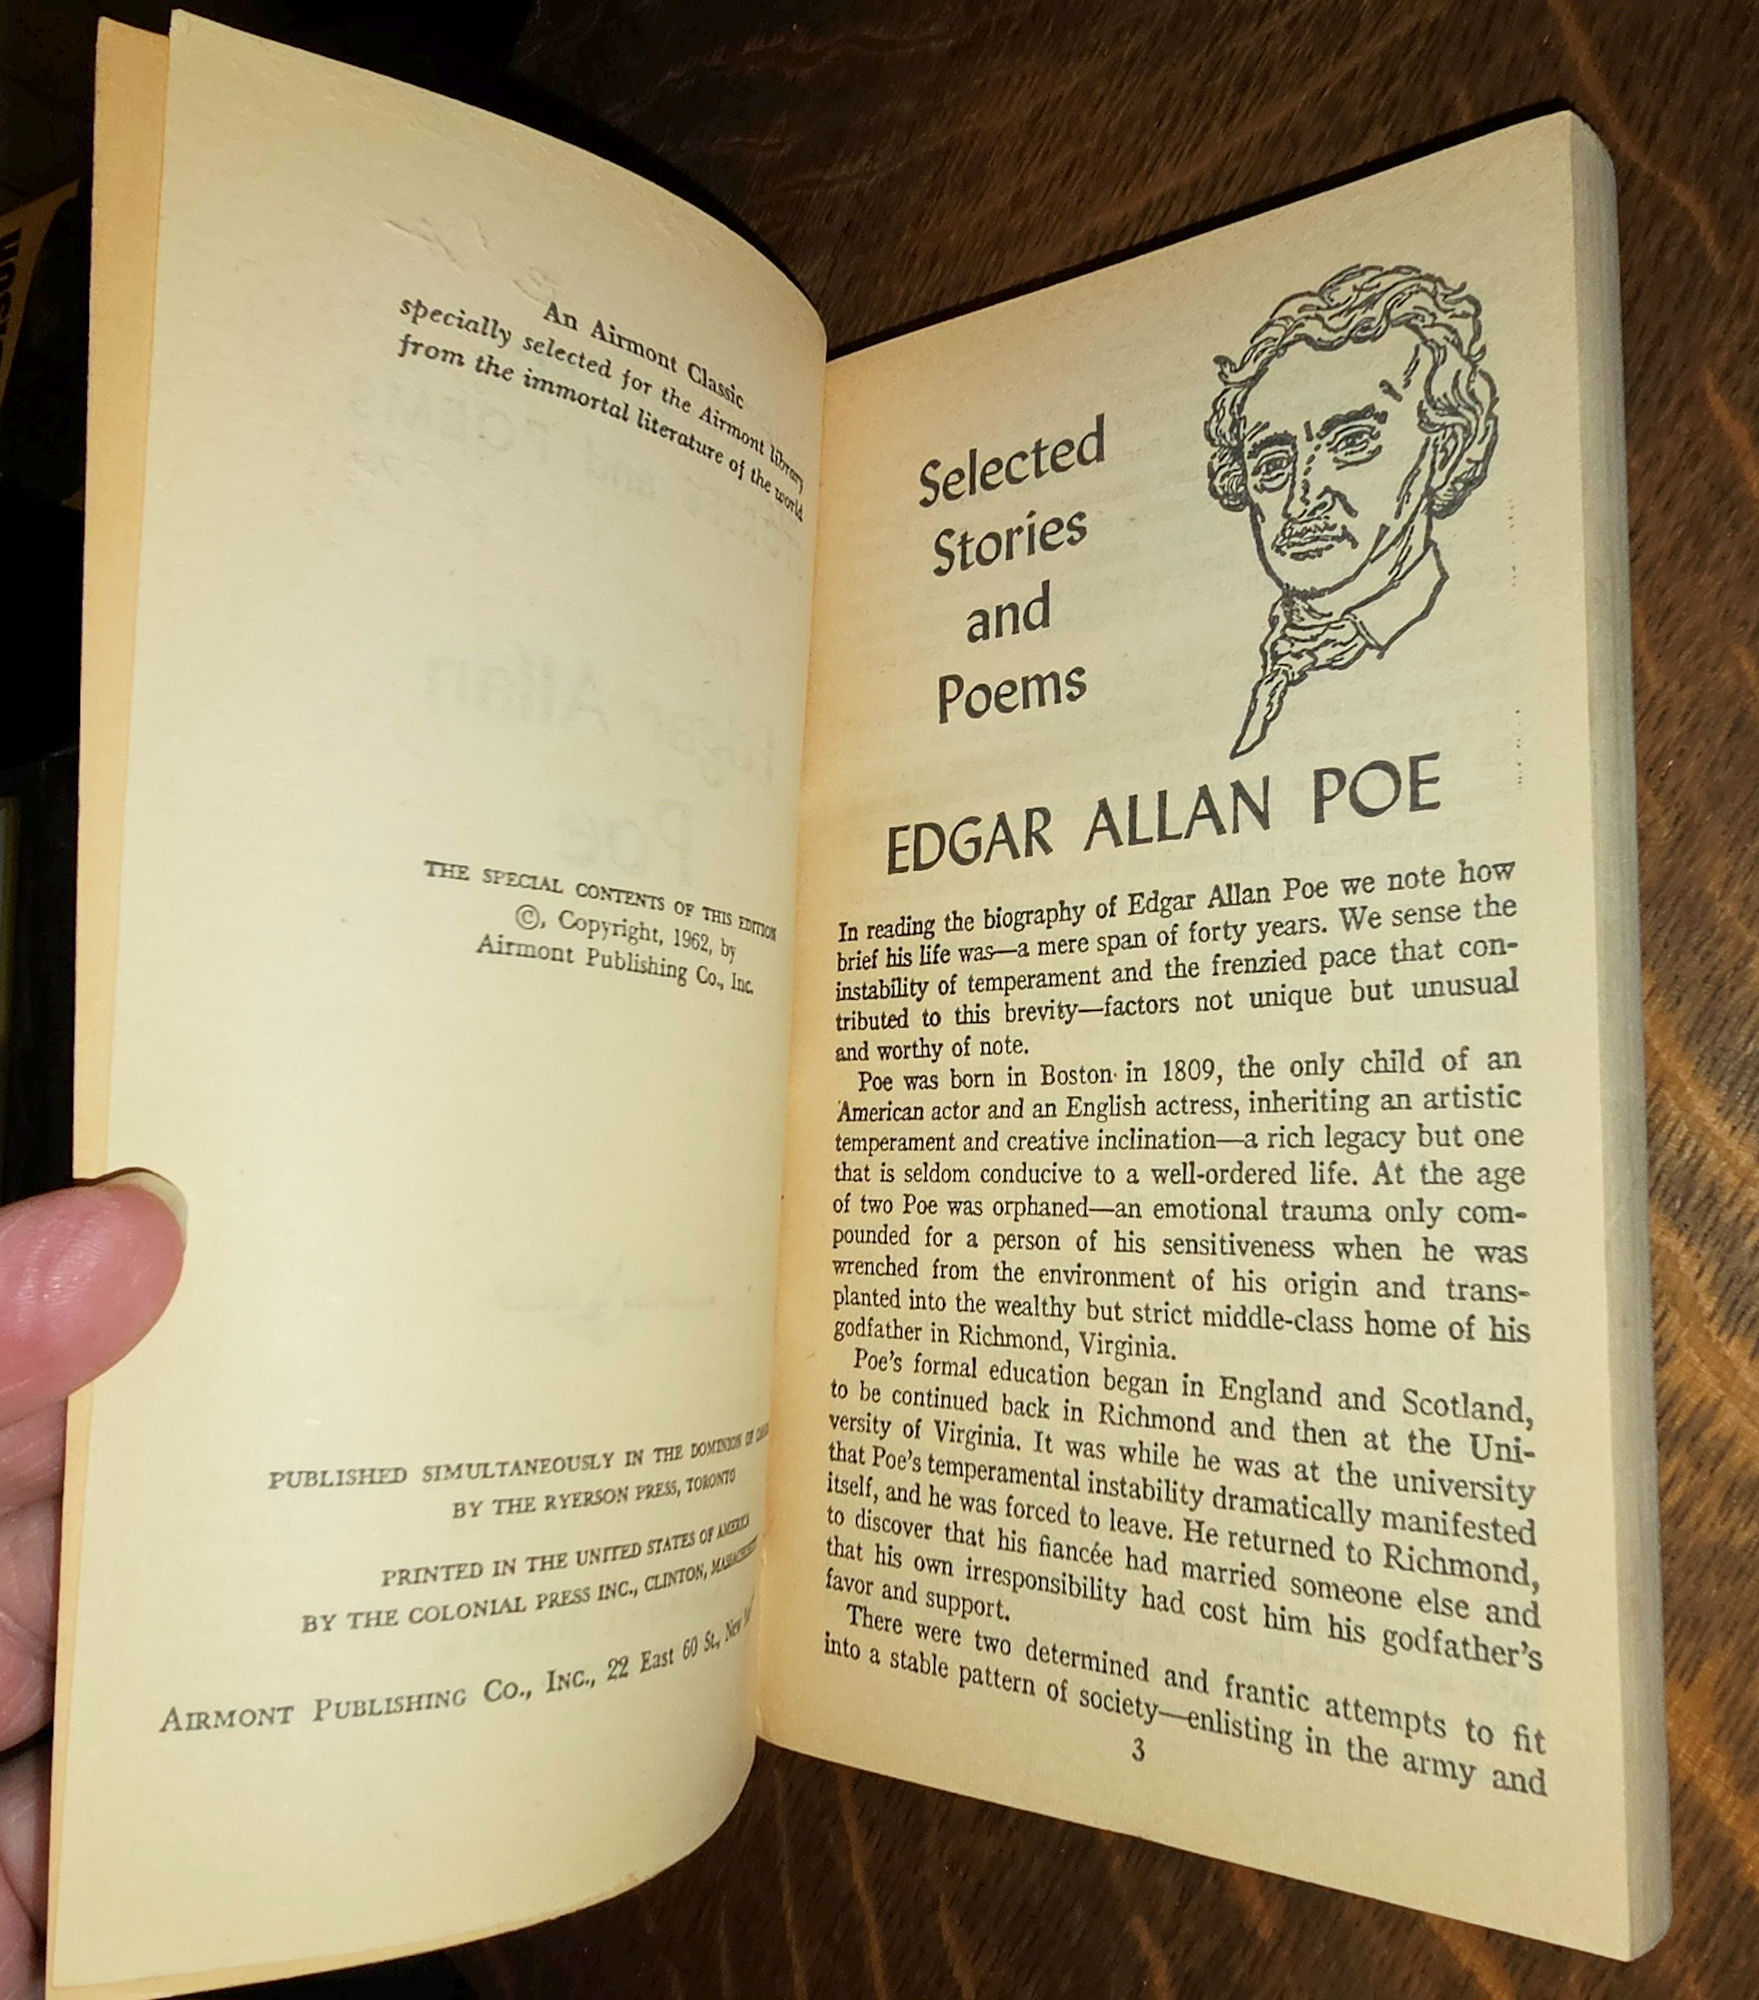 An Airmont Classic
specially selected for the Airmont library
from the immortal literature of the world
THE SPECIAL CONTENTS OF THIS EDITION
©, Copyright, 1962, by
Airmont Publishing Co., Inc.
PUBLISHED SIMULTANEOUSLY IN THE DOMINION OF
BY THE RYERSON PRESS, TORONTO
PRINTED IN THE UNITED STATES OF AMERICA
BY THE COLONIAL PRESS INC., CLINTON, MASSACHUSETTS
AIRMONT PUBLISHING CO., INC., 22 East 60 St., New
Selected
Stories
and
Poems
EDGAR ALLAN POE
In reading the biography of Edgar Allan Poe we note how
brief his life was—a mere span of forty years. We sense the
instability of temperament and the frenzied pace that con-
tributed to this brevity—factors not unique but unusual
and worthy of note.
Poe was born in Boston in 1809, the only child of an
American actor and an English actress, inheriting an artistic
temperament and creative inclination—a rich legacy but one
that is seldom conducive to a well-ordered life. At the age
of two Poe was orphaned—an emotional trauma only com-
pounded for a person of his sensitiveness when he was
wrenched from the environment of his origin and trans-
planted into the wealthy but strict middle-class home of his
godfather in Richmond, Virginia.
Poe's formal education began in England and Scotland,
to be continued back in Richmond and then at the Uni-
versity of Virginia. It was while he was at the university
that Poe's temperamental instability dramatically manifested
itself, and he was forced to leave. He returned to Richmond,
to discover that his fiancée had married someone else and
that his own irresponsibility had cost him his godfather's
favor and support.
There were two determined and frantic attempts to fit
into a stable pattern of society—enlisting in the army and
3